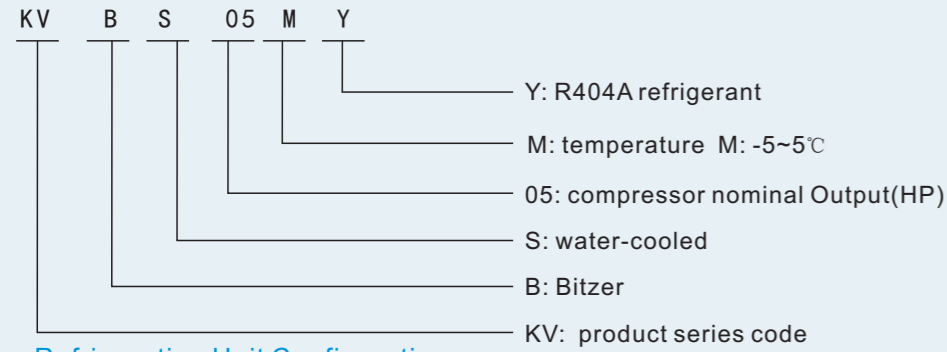 KV B S 05 M Y
Y: R404A refrigerant
M: temperature M: -5~5℃
05: compressor nominal Output(HP)
S: water-cooled
B: Bitzer
KV: product series code